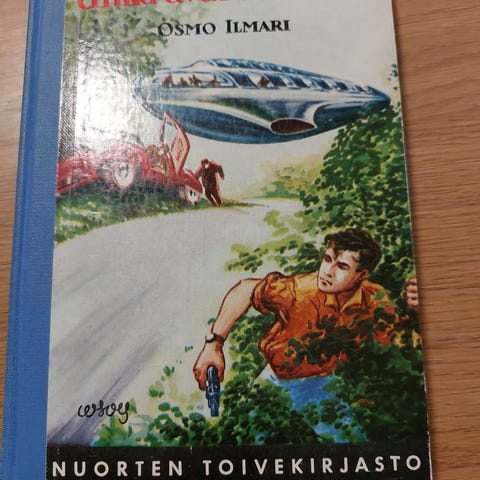 OSMO ILMARI
wsoy
NUORTEN TOIVEKIRJASTO